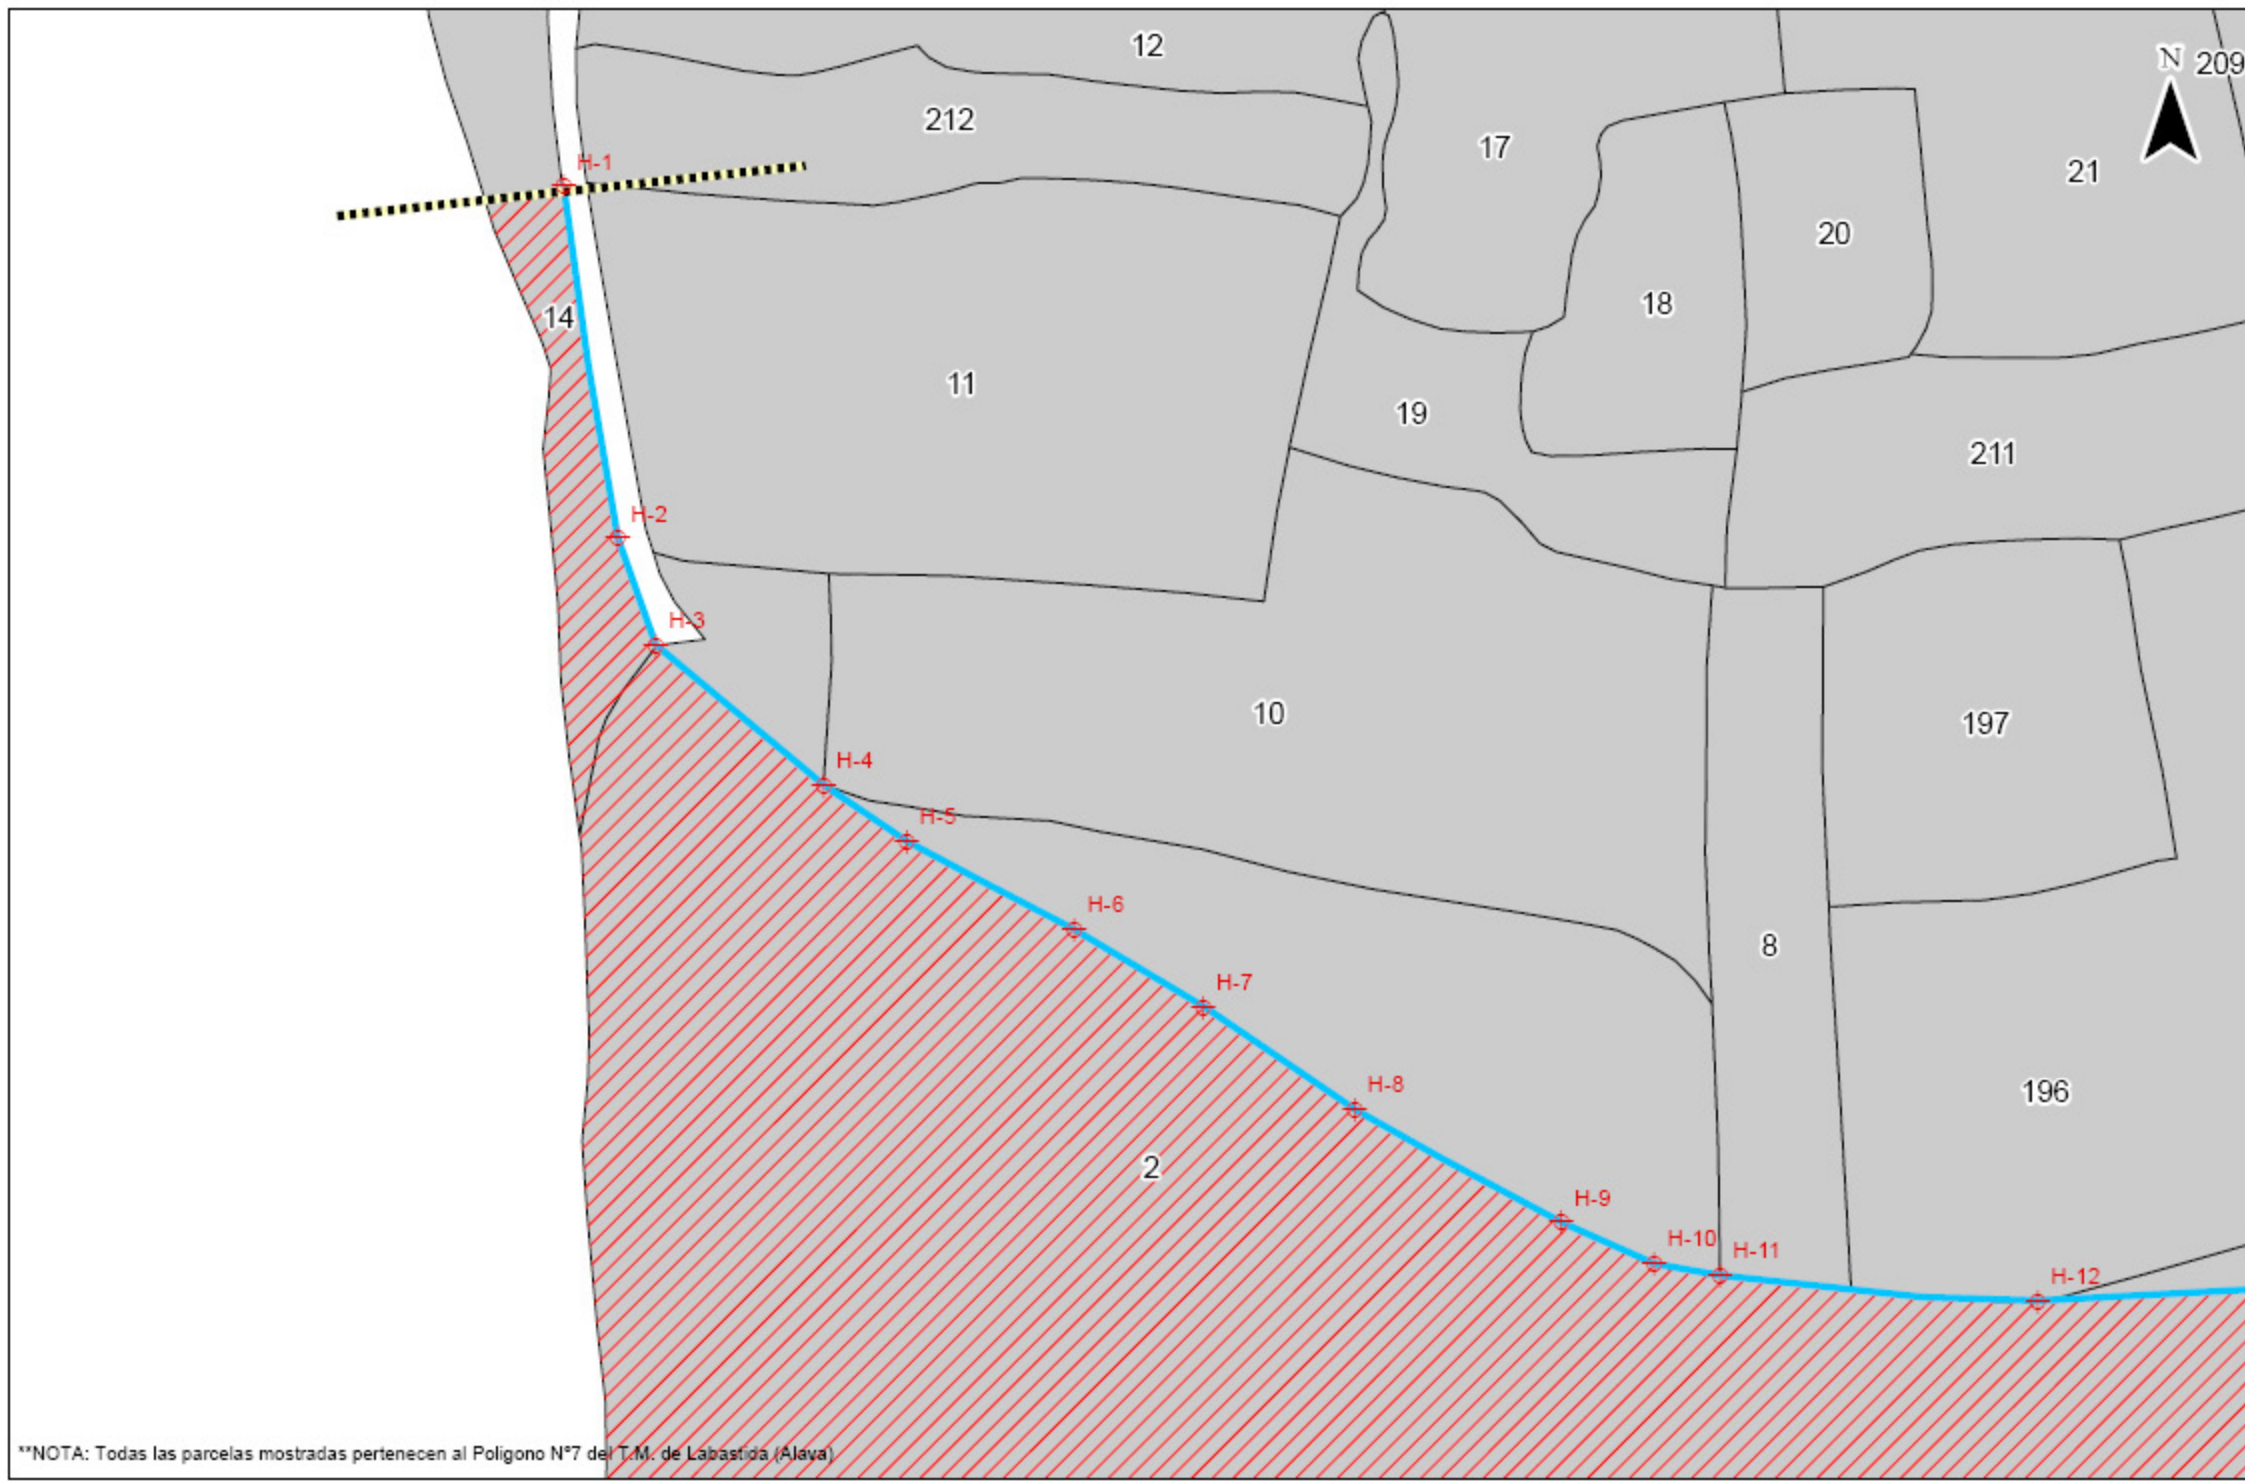 12
N
209
212
17
21
H-1
20
18
14
11
19
211
H-2
H-3
10
197
H-4
H-5
H-6
8
H-7
H-8
196
2
H-9
H-10
H-11
H-12
**NOTA: Todas las parcelas mostradas pertenecen al Poligono Nº7 del T.M. de Labastida (Alava)